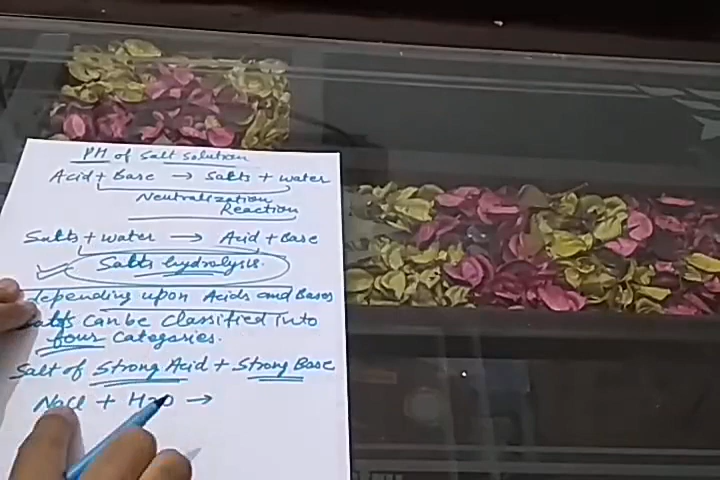 PH of Salt Solution
Acid + Base → Salts + water
Neutralization
Reaction
Salts + water → Acid + Base
Salts hydrolysis.
depending upon Acids and Bases
Salts can be Classified into
four Categories.
Salt of Strong Acid + Strong Base
NaCl + H2O →